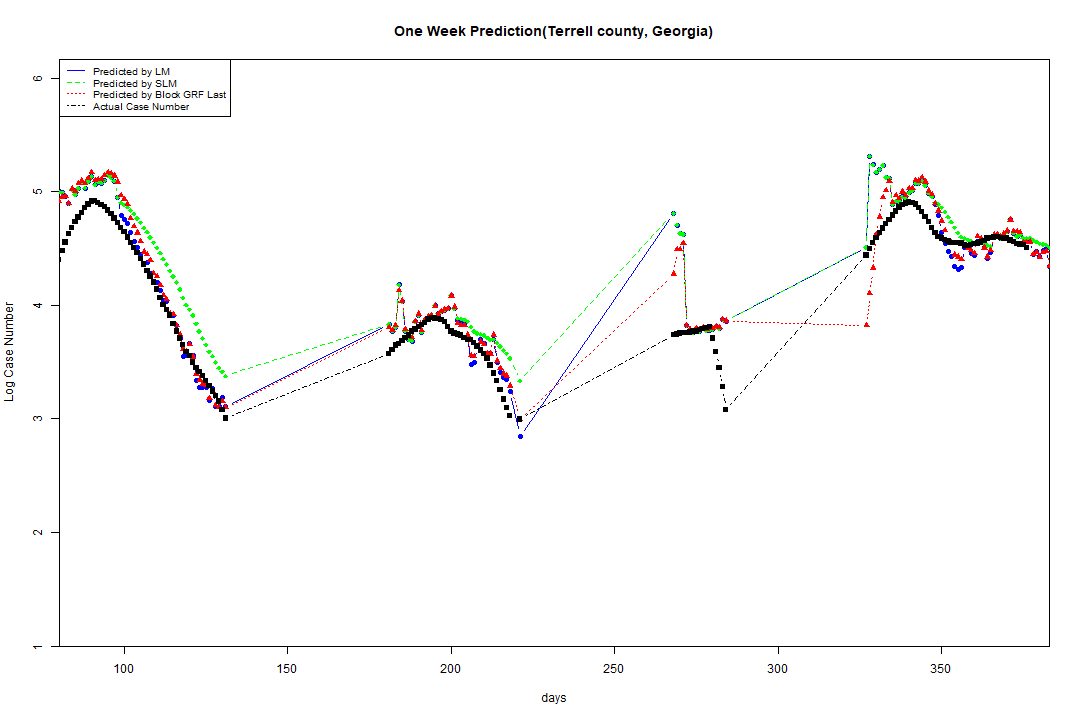 One Week Prediction(Terrell county, Georgia)
Predicted by LM
Predicted by SLM
Predicted by Block GRF Last
Actual Case Number
6
5
4
3
2
1
Log Case Number
100 150 200 250 300 350
days